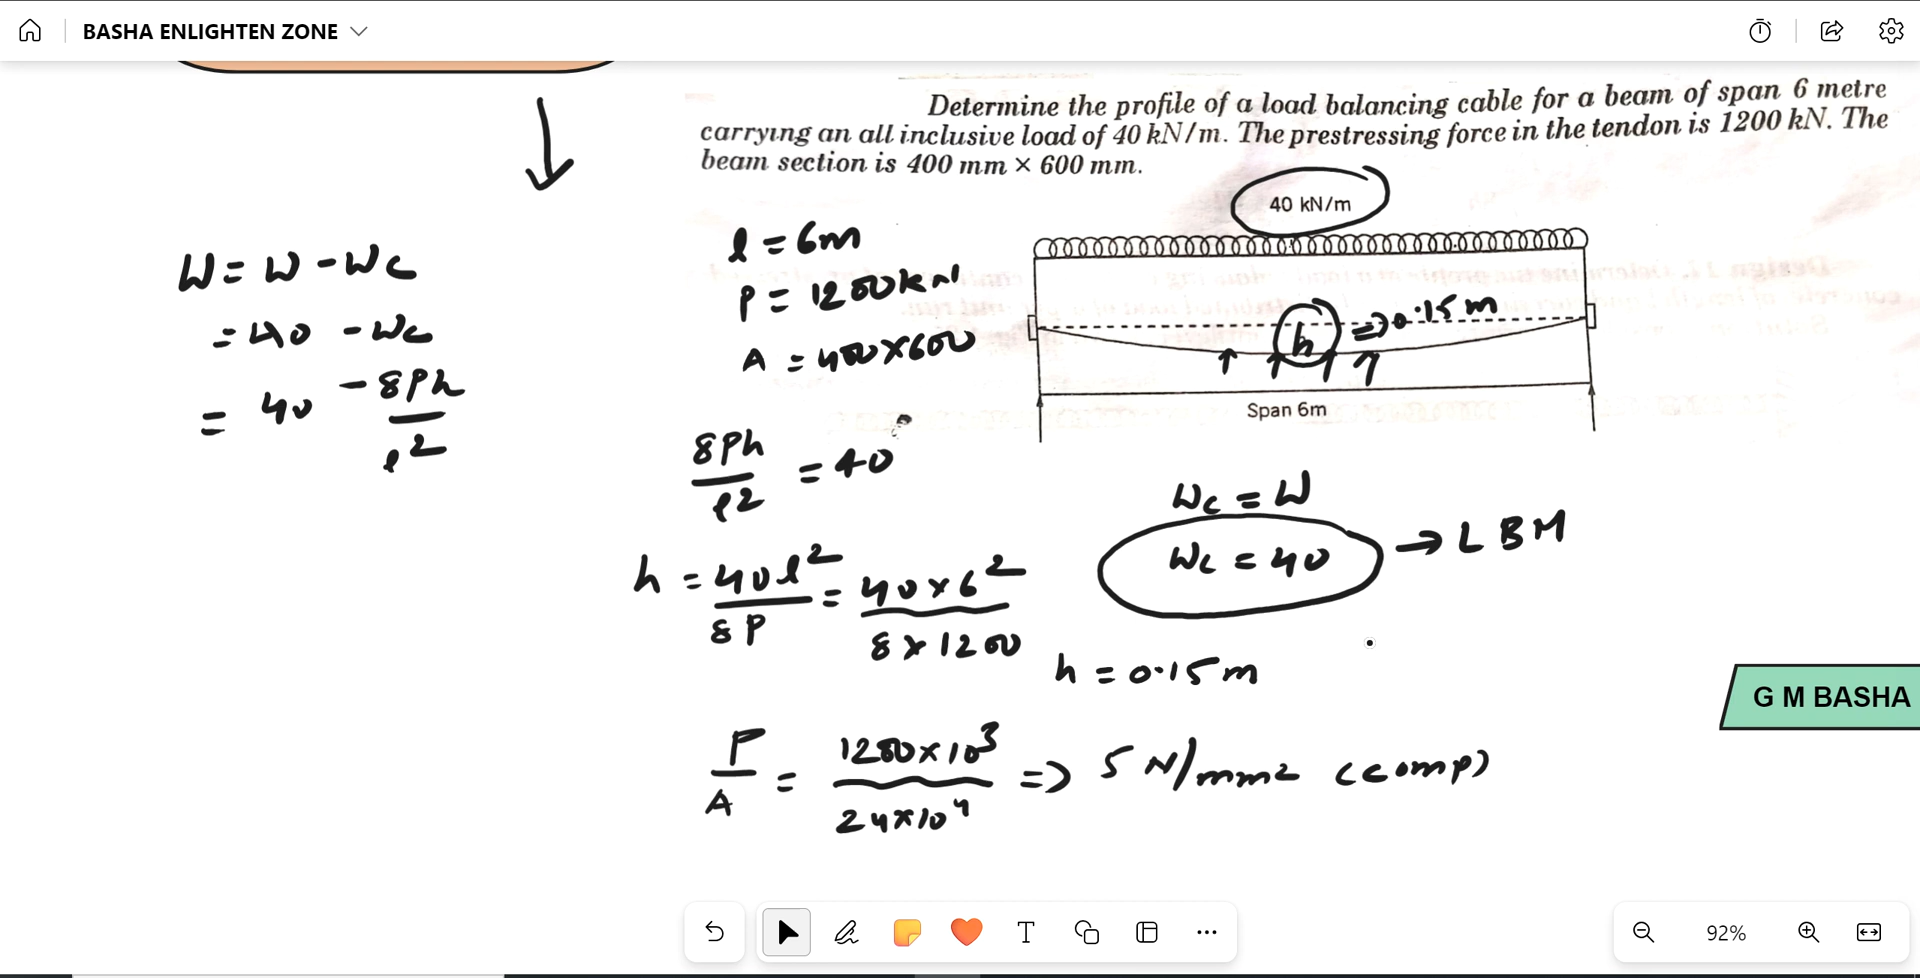 BASHA ENLIGHTEN ZONE
Determine the profile of a load balancing cable for a beam of span 6 metre
carrying an all inclusive load of 40 kN/m. The prestressing force in the tendon is 1200 kN. The
beam section is 400 mm × 600 mm.
40 kN/m
h => 0.15 m
Span 6m
W = W - Wc
= 40 - Wc
= 40 - 8Ph / l²
l = 6m
P = 1200kN
A = 400×600
8Ph / l² = 40
h = 40l² / 8P = 40×6² / 8×1200
h = 0.15m
Wc = W
Wc = 40 → LBM
P / A = 1200×10³ / 24×10⁴ => 5 N/mm² (comp)
G M BASHA
T
92%